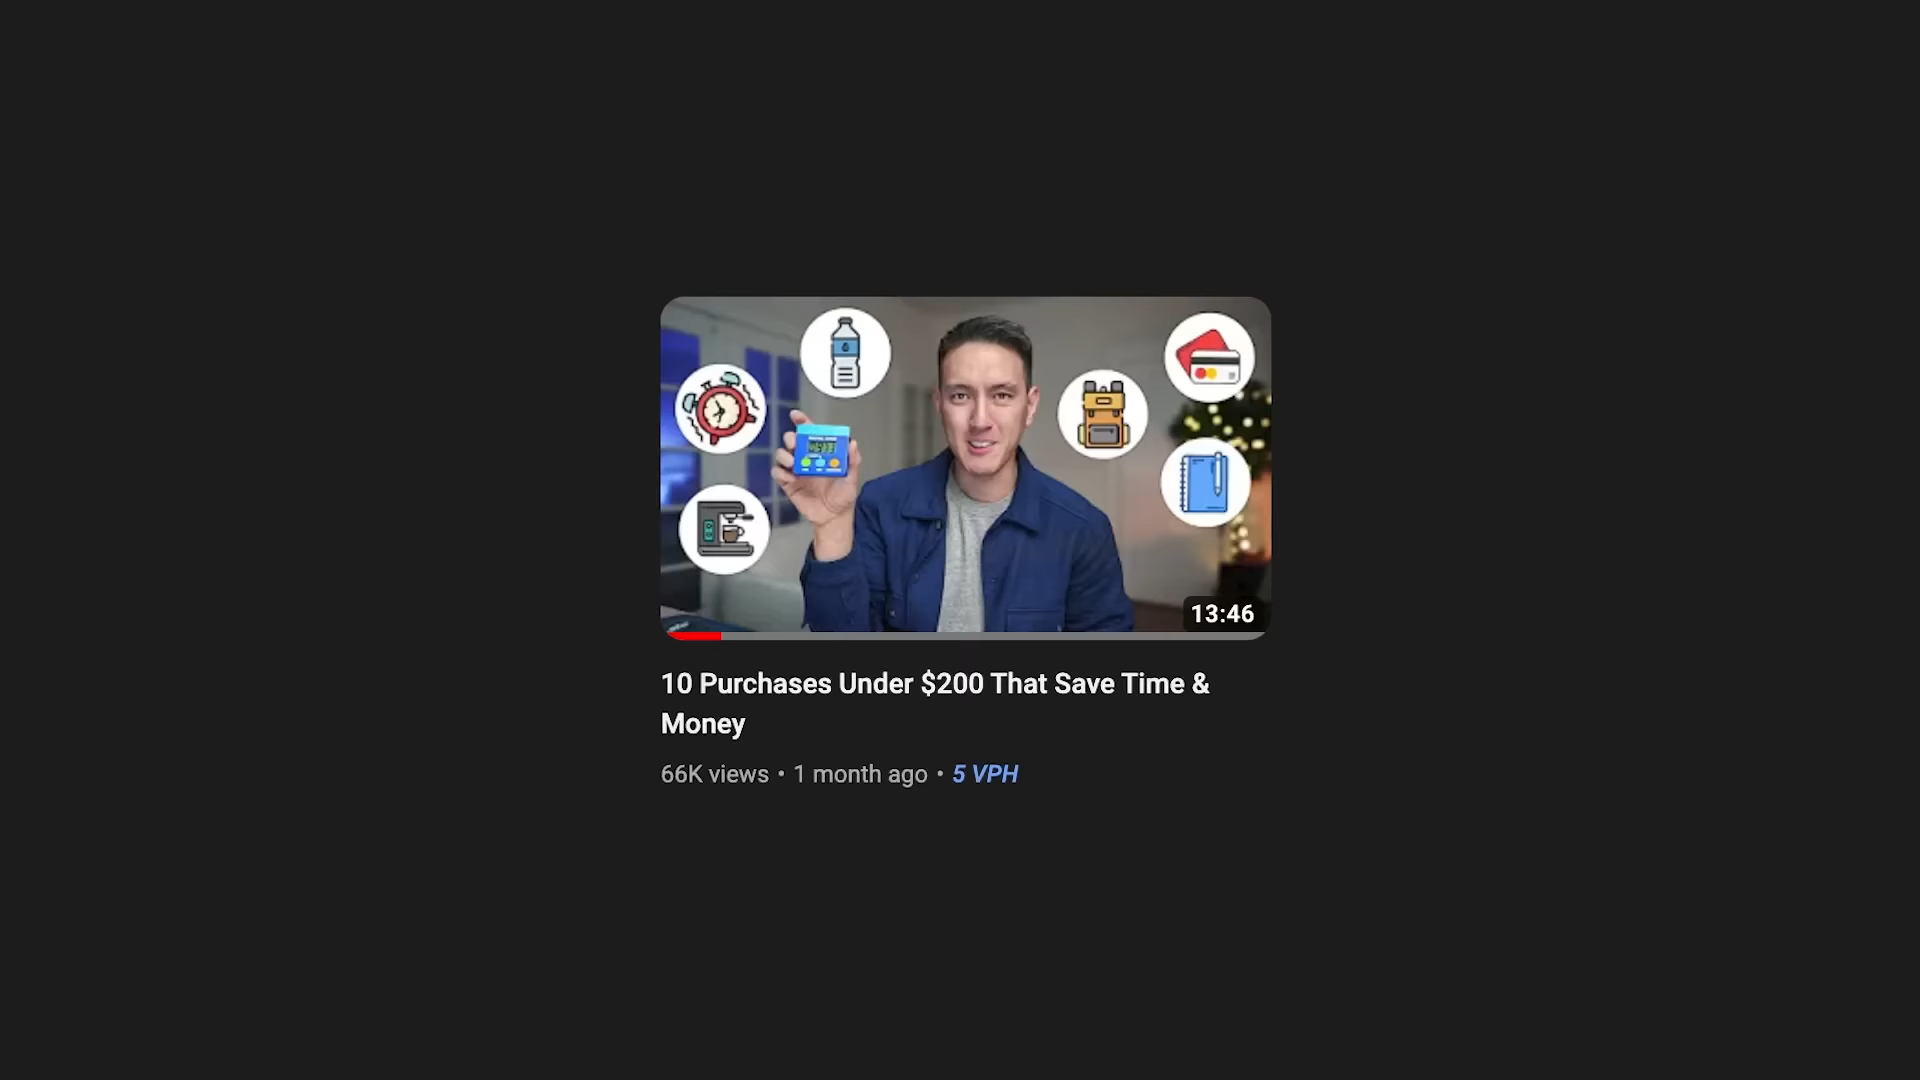 13:46
10 Purchases Under $200 That Save Time &
Money
66K views • 1 month ago • 5 VPH